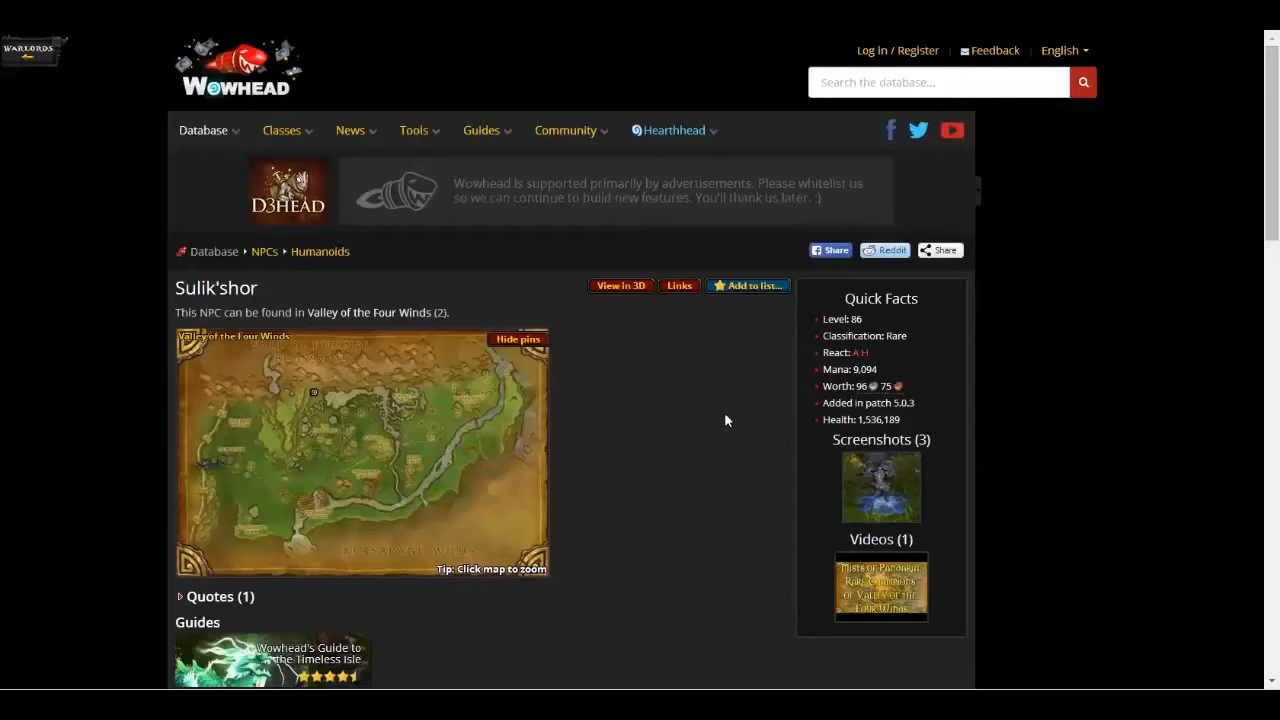 WARLORDS
WOWHEAD
Log in / Register
Feedback
English
Search the database...
Database
Classes
News
Tools
Guides
Community
Hearthhead
D3HEAD
Wowhead is supported primarily by advertisements. Please whitelist us
so we can continue to build new features. You'll thank us later. :)
Database
NPCs
Humanoids
Share
Reddit
Share
Sulik'shor
View in 3D
Links
Add to list...
This NPC can be found in Valley of the Four Winds (2).
Valley of the Four Winds
Hide pins
KRASARANG WILDS
Tip: Click map to zoom
Quotes (1)
Guides
Wowhead's Guide to
the Timeless Isle
Quick Facts
Level: 86
Classification: Rare
React: A H
Mana: 9,094
Worth: 96 75
Added in patch 5.0.3
Health: 1,536,189
Screenshots (3)
Videos (1)
Mists of Pandaria:
Rare Champions
of Valley of the
Four Winds